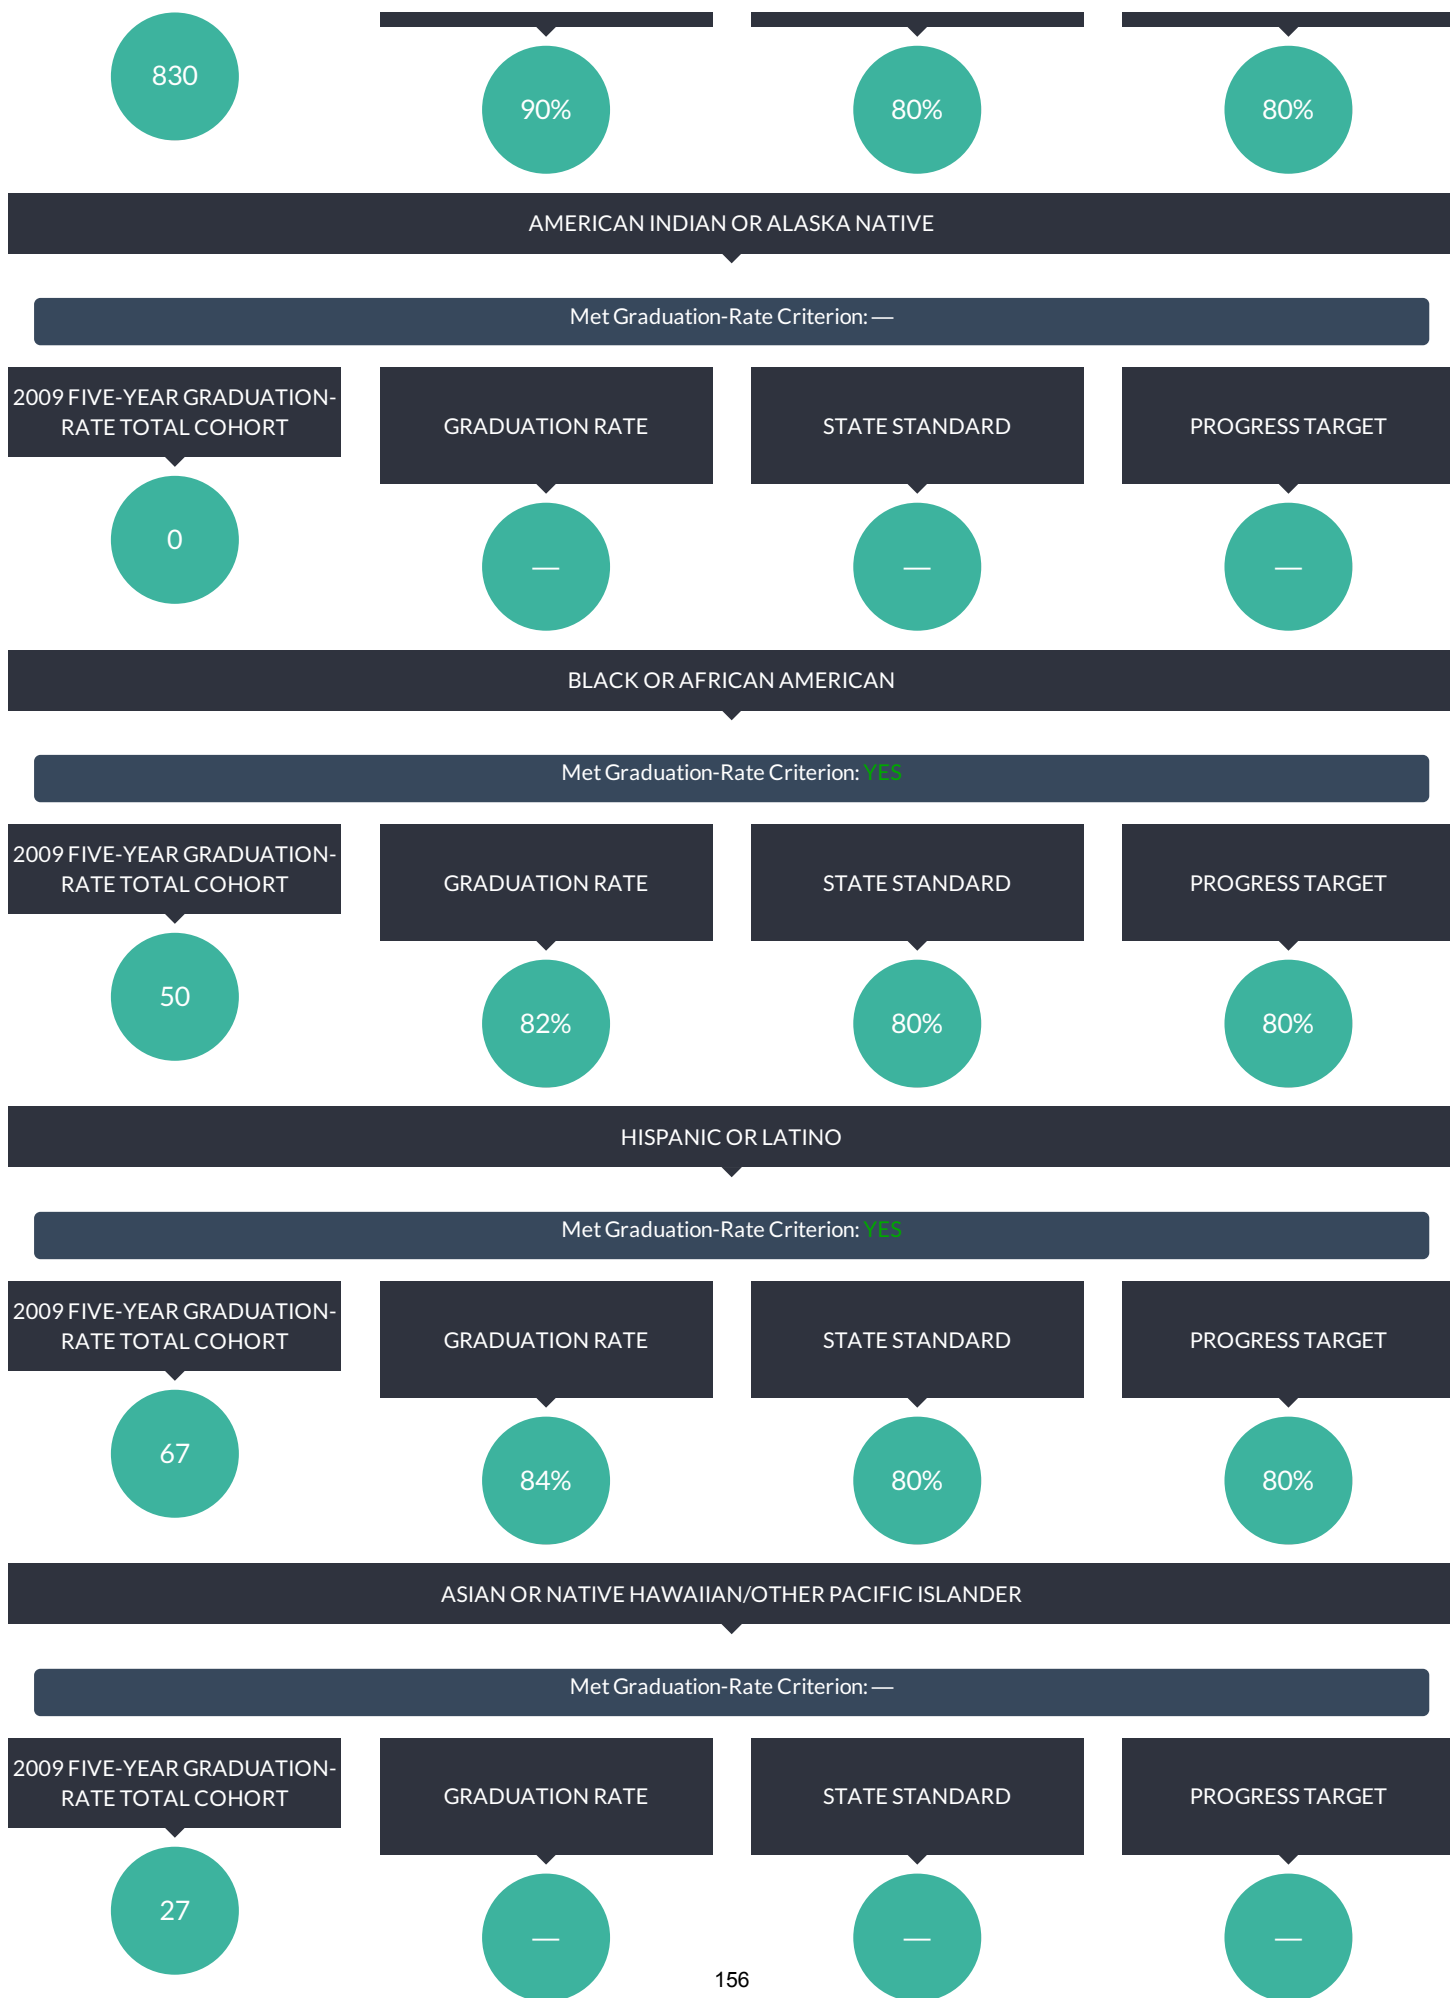 830
90%
80%
80%
AMERICAN INDIAN OR ALASKA NATIVE
Met Graduation-Rate Criterion: —
2009 FIVE-YEAR GRADUATION-
RATE TOTAL COHORT
GRADUATION RATE
STATE STANDARD
PROGRESS TARGET
0
—
—
—
BLACK OR AFRICAN AMERICAN
Met Graduation-Rate Criterion: YES
2009 FIVE-YEAR GRADUATION-
RATE TOTAL COHORT
GRADUATION RATE
STATE STANDARD
PROGRESS TARGET
50
82%
80%
80%
HISPANIC OR LATINO
Met Graduation-Rate Criterion: YES
2009 FIVE-YEAR GRADUATION-
RATE TOTAL COHORT
GRADUATION RATE
STATE STANDARD
PROGRESS TARGET
67
84%
80%
80%
ASIAN OR NATIVE HAWAIIAN/OTHER PACIFIC ISLANDER
Met Graduation-Rate Criterion: —
2009 FIVE-YEAR GRADUATION-
RATE TOTAL COHORT
GRADUATION RATE
STATE STANDARD
PROGRESS TARGET
27
—
—
—
156